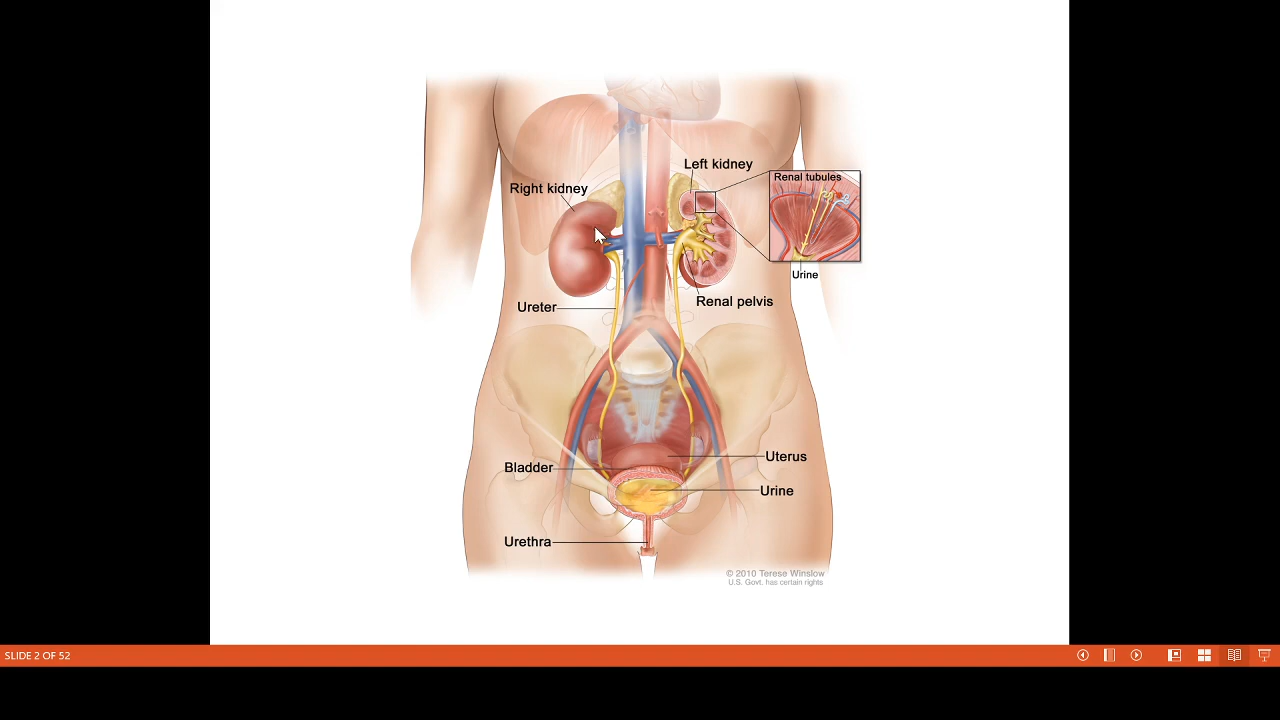 Left kidney
Renal tubules
Right kidney
Urine
Renal pelvis
Ureter
Uterus
Bladder
Urine
Urethra
© 2010 Terese Winslow
U.S. Govt. has certain rights
SLIDE 2 OF 52